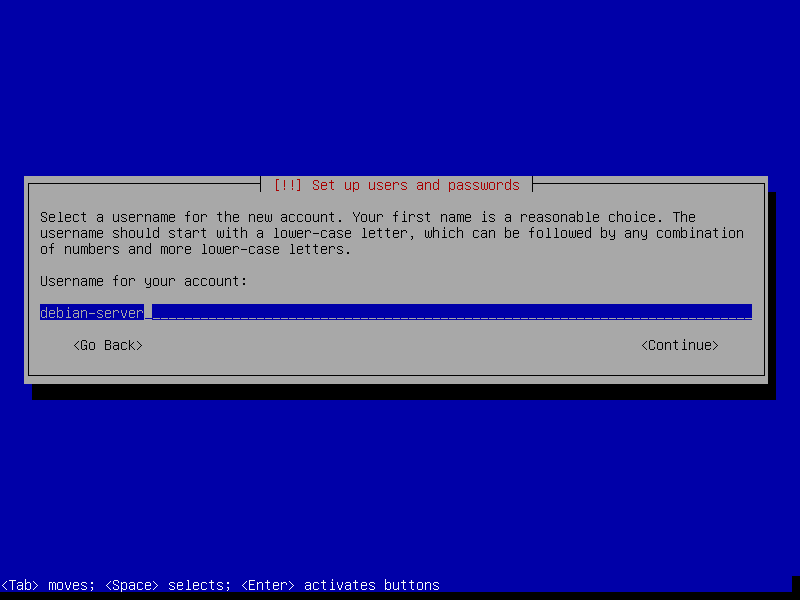 [!!] Set up users and passwords
Select a username for the new account. Your first name is a reasonable choice. The
username should start with a lower-case letter, which can be followed by any combination
of numbers and more lower-case letters.
Username for your account:
debian-server
<Go Back> <Continue>
<Tab> moves; <Space> selects; <Enter> activates buttons